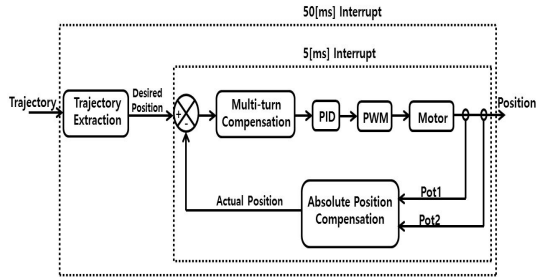 50[ms] Interrupt
5[ms] Interrupt
Trajectory
Trajectory
Extraction
Desired
Position
+
-
Multi-turn
Compensation
PID
PWM
Motor
Position
Actual Position
Absolute Position
Compensation
Pot1
Pot2